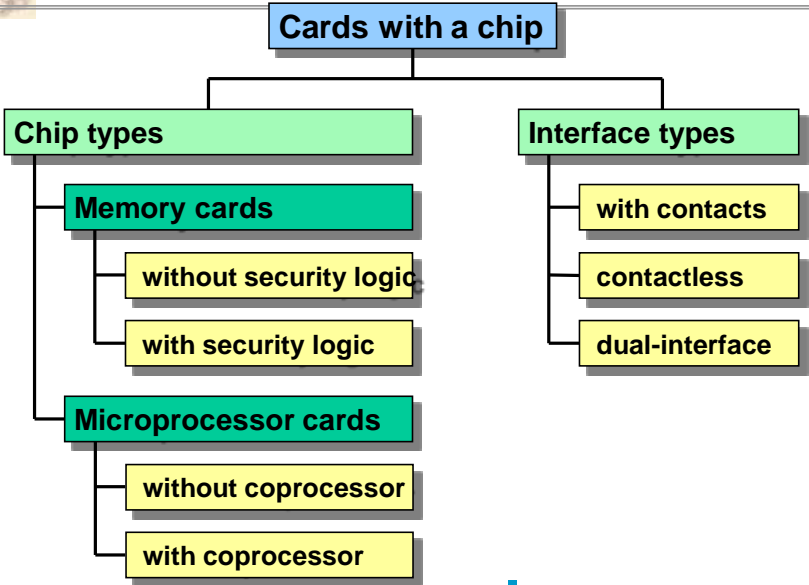 Cards with a chip
Chip types
Memory cards
without security logic
with security logic
Microprocessor cards
without coprocessor
with coprocessor
Interface types
with contacts
contactless
dual-interface